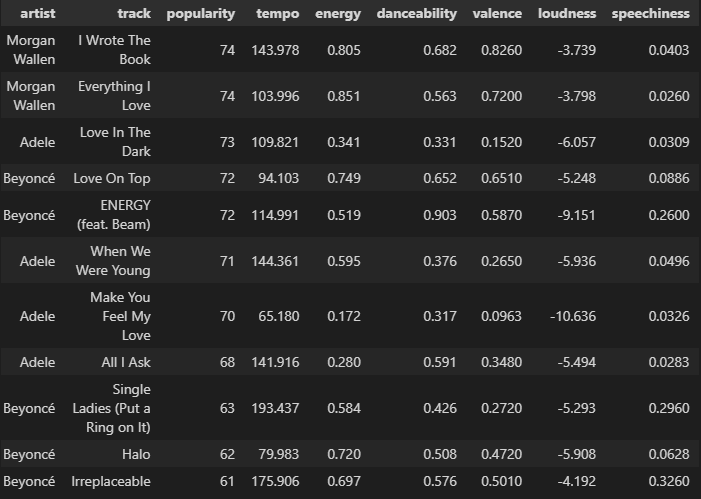 artist track popularity tempo energy danceability valence loudness speechiness
Morgan Wallen I Wrote The Book 74 143.978 0.805 0.682 0.8260 -3.739 0.0403
Morgan Wallen Everything I Love 74 103.996 0.851 0.563 0.7200 -3.798 0.0260
Adele Love In The Dark 73 109.821 0.341 0.331 0.1520 -6.057 0.0309
Beyoncé Love On Top 72 94.103 0.749 0.652 0.6510 -5.248 0.0886
Beyoncé ENERGY (feat. Beam) 72 114.991 0.519 0.903 0.5870 -9.151 0.2600
Adele When We Were Young 71 144.361 0.595 0.376 0.2650 -5.936 0.0496
Adele Make You Feel My Love 70 65.180 0.172 0.317 0.0963 -10.636 0.0326
Adele All I Ask 68 141.916 0.280 0.591 0.3480 -5.494 0.0283
Beyoncé Single Ladies (Put a Ring on It) 63 193.437 0.584 0.426 0.2720 -5.293 0.2960
Beyoncé Halo 62 79.983 0.720 0.508 0.4720 -5.908 0.0628
Beyoncé Irreplaceable 61 175.906 0.697 0.576 0.5010 -4.192 0.3260